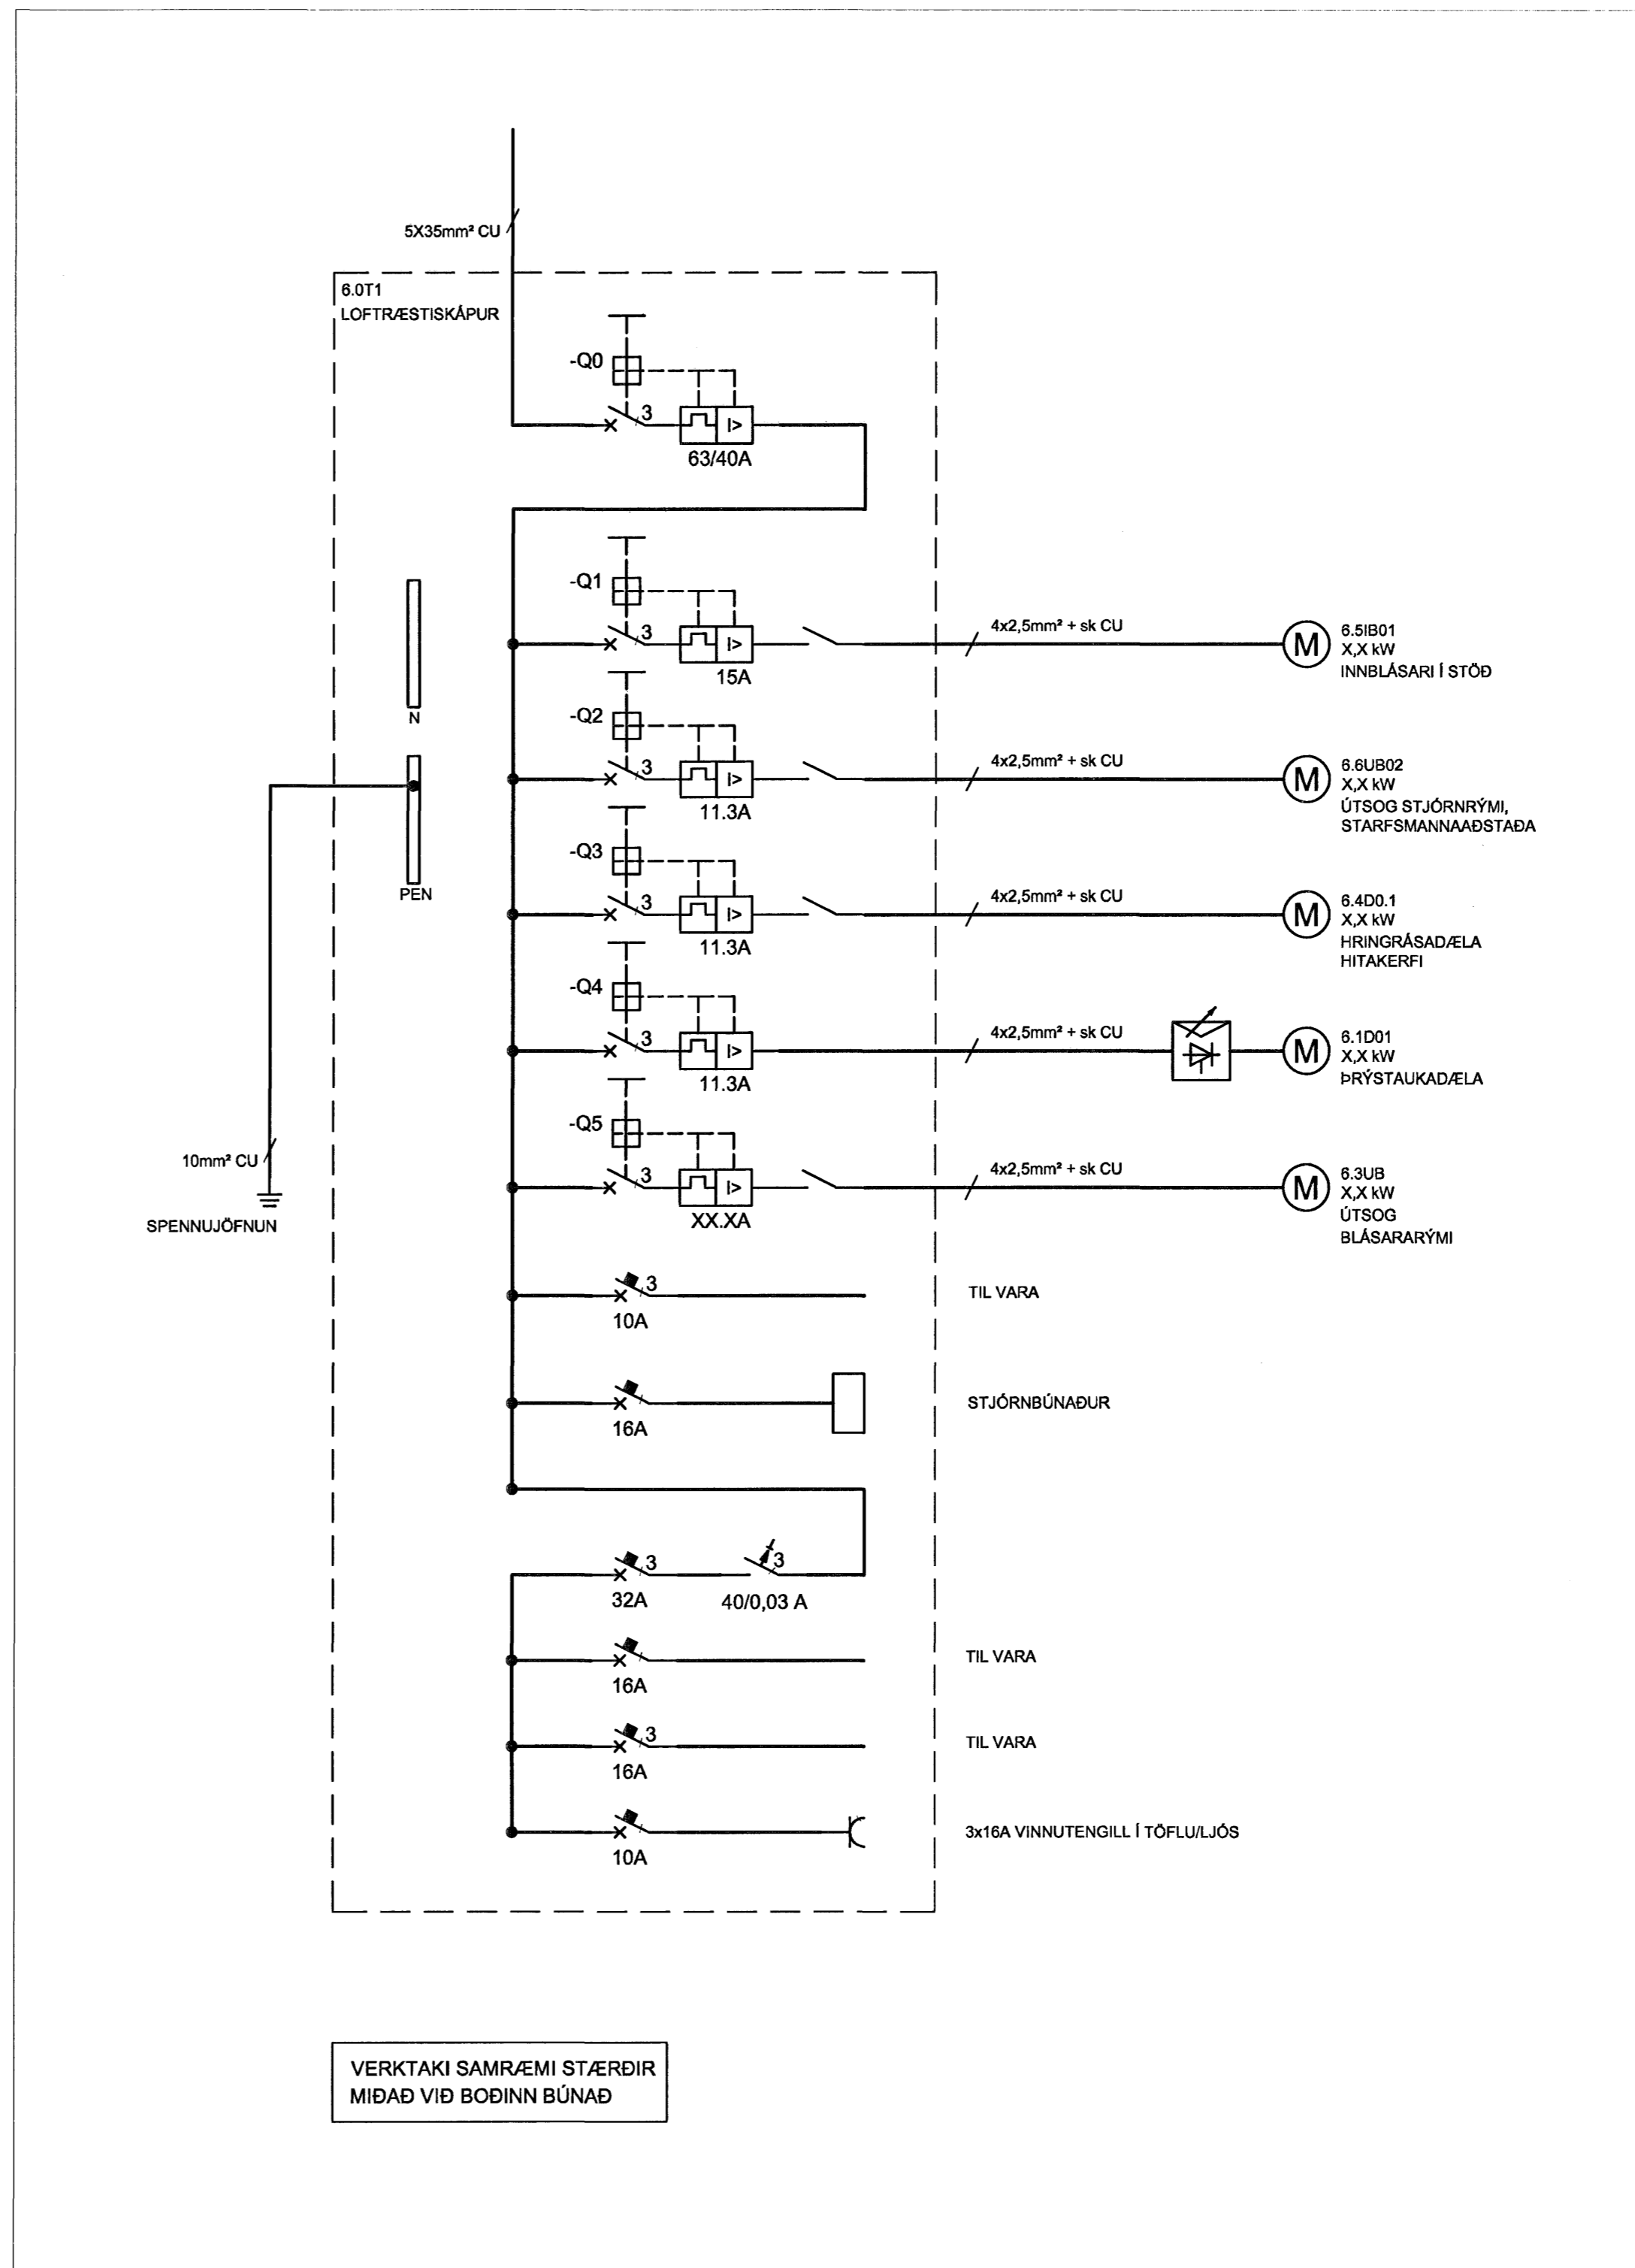 5X35mm² CU
6.0T1
LOFTRÆSTISKÁPUR
-Q0
3
I>
63/40A
-Q1
3
I>
15A
4x2,5mm² + sk CU
M
6.5IB01
X,X kW
INNBLÁSARI Í STÖÐ
N
-Q2
3
I>
11.3A
4x2,5mm² + sk CU
M
6.6UB02
X,X kW
ÚTSOG STJÓRNRÝMI,
STARFSMANNAAÐSTAÐA
PEN
-Q3
3
I>
11.3A
4x2,5mm² + sk CU
M
6.4D0.1
X,X kW
HRINGRÁSADÆLA
HITAKERFI
-Q4
3
I>
11.3A
4x2,5mm² + sk CU
M
6.1D01
X,X kW
ÞRÝSTAUKADÆLA
-Q5
3
I>
XX.XA
4x2,5mm² + sk CU
M
6.3UB
X,X kW
ÚTSOG
BLÁSARARÝMI
10mm² CU
SPENNUJÖFNUN
3
10A
TIL VARA
16A
STJÓRNBÚNAÐUR
3
32A
3
40/0,03 A
16A
TIL VARA
3
16A
TIL VARA
10A
3x16A VINNUTENGILL Í TÖFLU/LJÓS
VERKTAKI SAMRÆMI STÆRÐIR
MIÐAÐ VIÐ BOÐINN BÚNAÐ